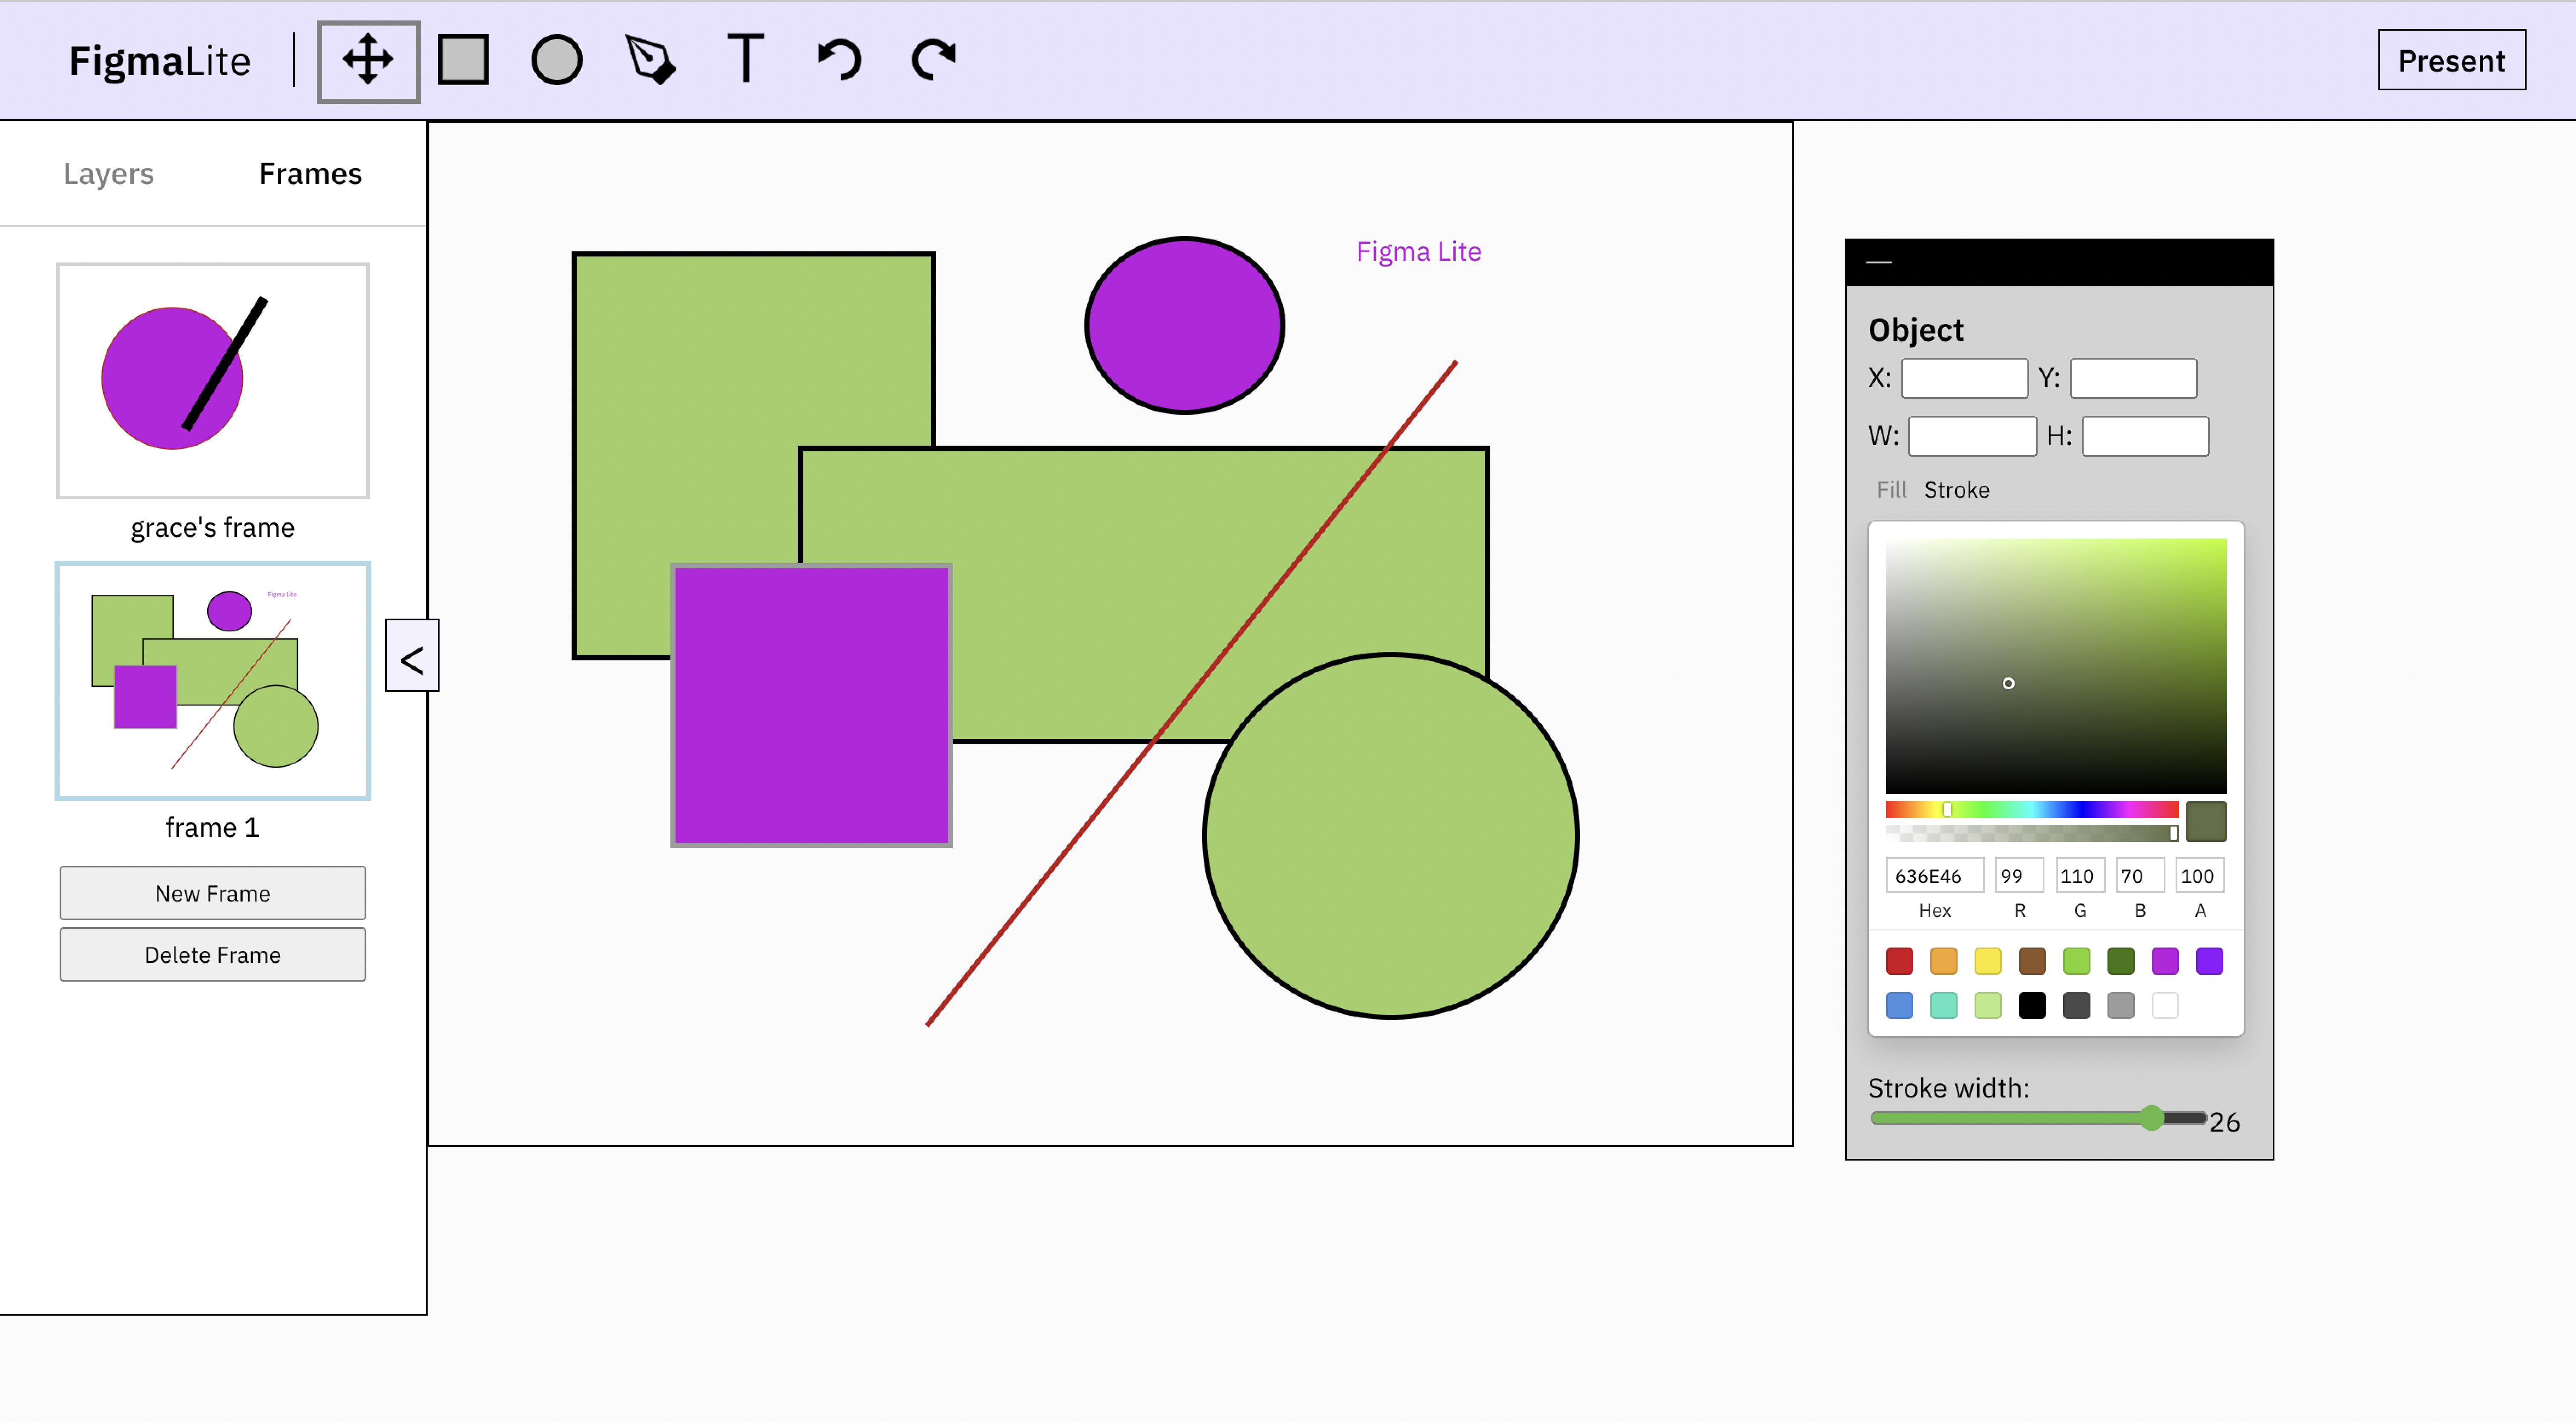 FigmaLite
T
Present
Layers Frames
grace's frame
Figma Lite
frame 1
New Frame
Delete Frame
<
Figma Lite
Object
X: Y:
W: H:
Fill Stroke
636E46 99 110 70 100
Hex R G B A
Stroke width:
26